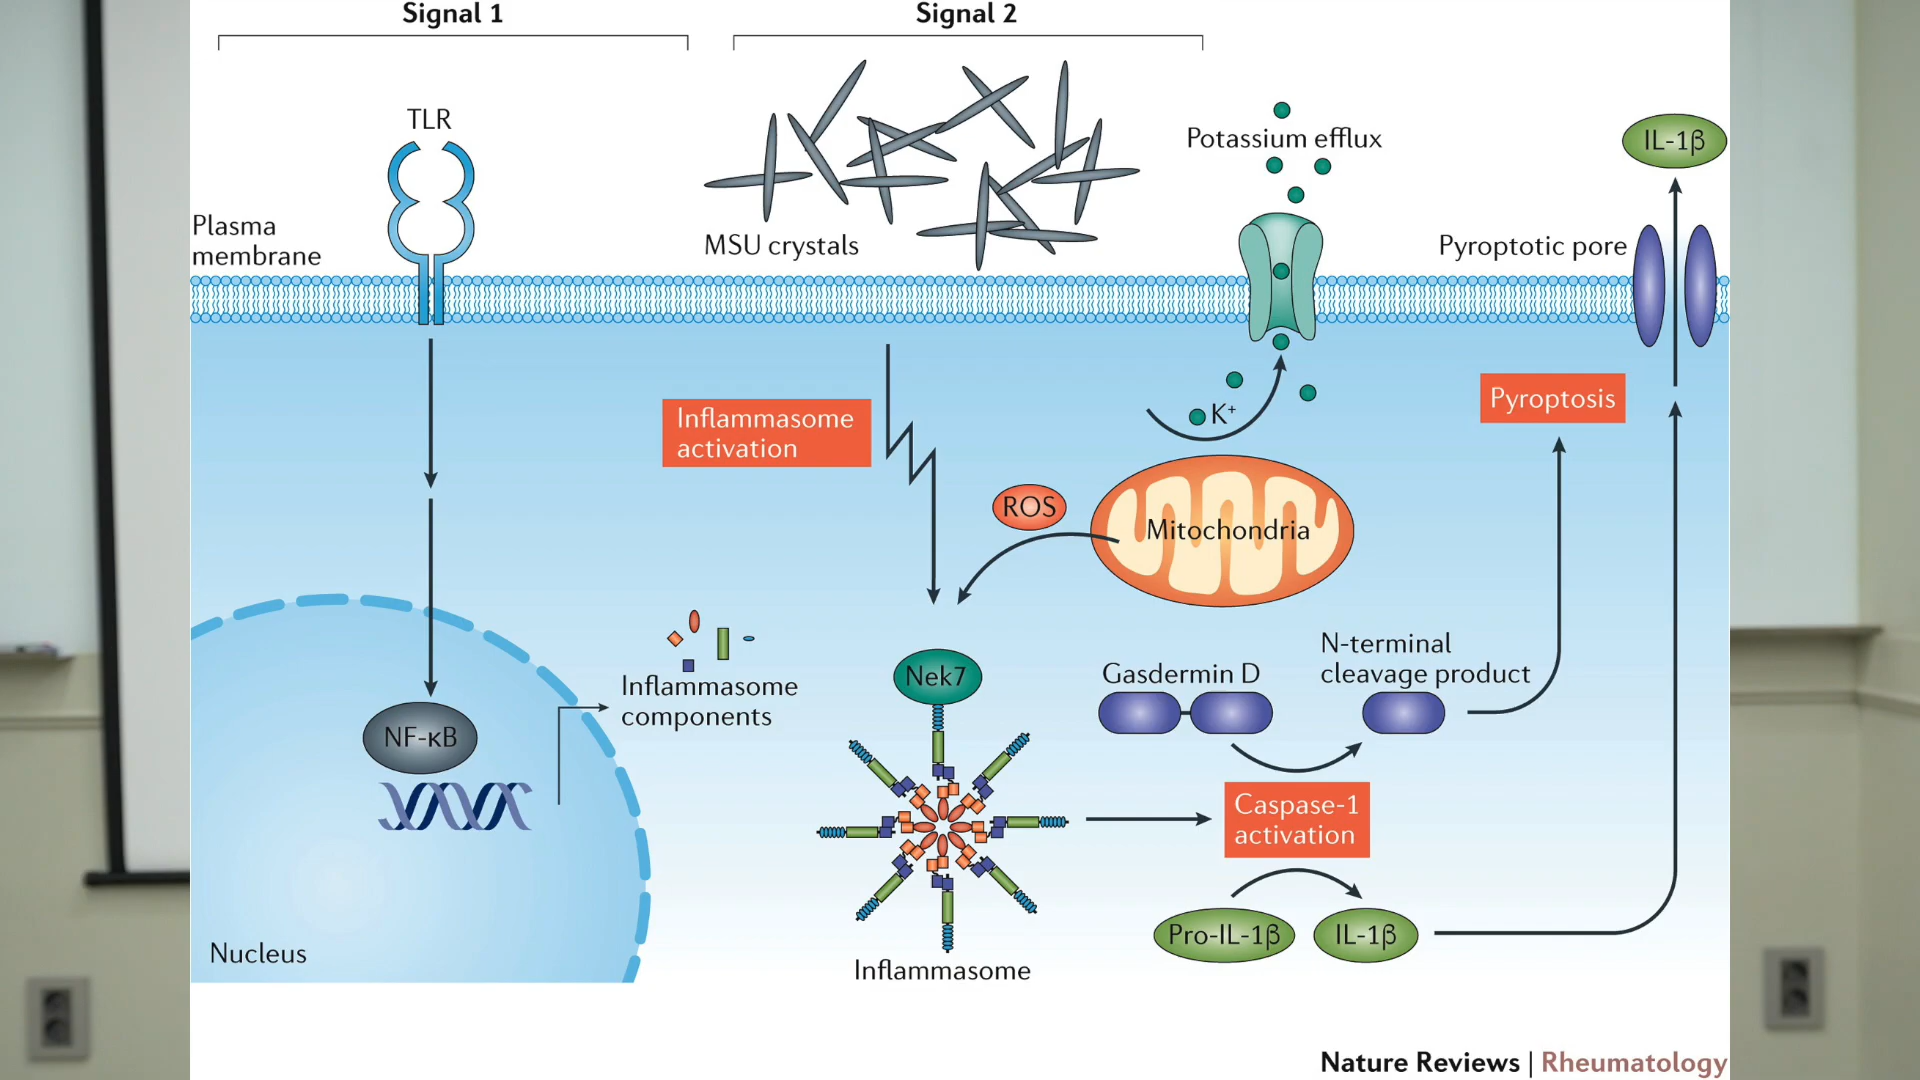 Signal 1
Signal 2
TLR
Potassium efflux
IL-1β
Plasma
membrane
MSU crystals
Pyroptotic pore
Inflammasome
activation
K⁺
Pyroptosis
ROS
Mitochondria
Inflammasome
components
Nek7
Gasdermin D
N-terminal
cleavage product
NF-κB
Caspase-1
activation
Pro-IL-1β
IL-1β
Nucleus
Inflammasome
Nature Reviews | Rheumatology